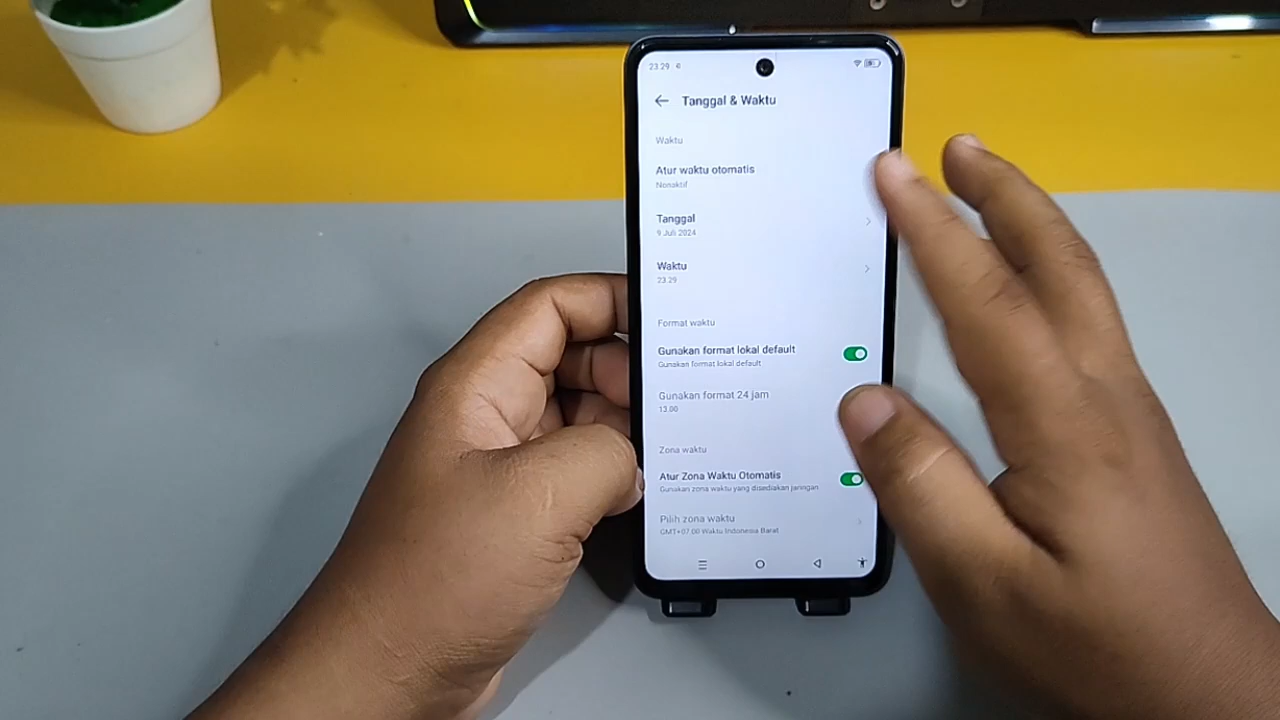 23.29
Tanggal & Waktu
Waktu
Atur waktu otomatis
Nonaktif
Tanggal
9 Juli 2024
Waktu
23.29
Format waktu
Gunakan format lokal default
Gunakan format lokal default
Gunakan format 24 jam
13.00
Zona waktu
Atur Zona Waktu Otomatis
Gunakan zona waktu yang disediakan jaringan
Pilih zona waktu
GMT+07.00 Waktu Indonesia Barat